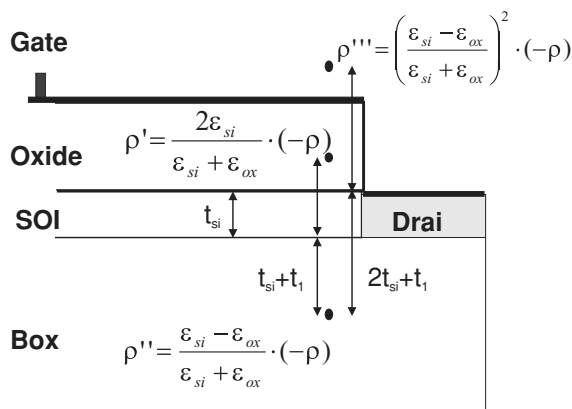 Gate
ρ'''= ( (ε_si − ε_ox) / (ε_si + ε_ox) )² · (−ρ)
Oxide
ρ'= 2ε_si / (ε_si + ε_ox) · (−ρ)
SOI
t_si
Drai
t_si+t_1
2t_si+t_1
Box
ρ''= (ε_si − ε_ox) / (ε_si + ε_ox) · (−ρ)